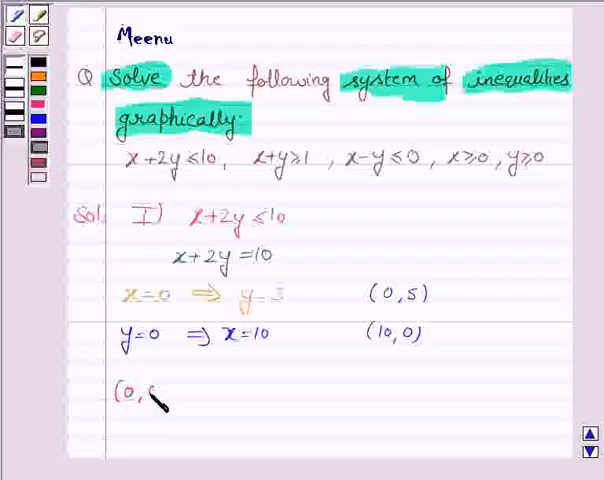 Meenu
Q Solve the following system of inequalities
graphically:
x+2y≤10, x+y≥1, x-y≤0, x≥0, y≥0
Sol. I) x+2y≤10
x+2y=10
x=0 ⇒ y=5 (0,5)
y=0 ⇒ x=10 (10,0)
(0,